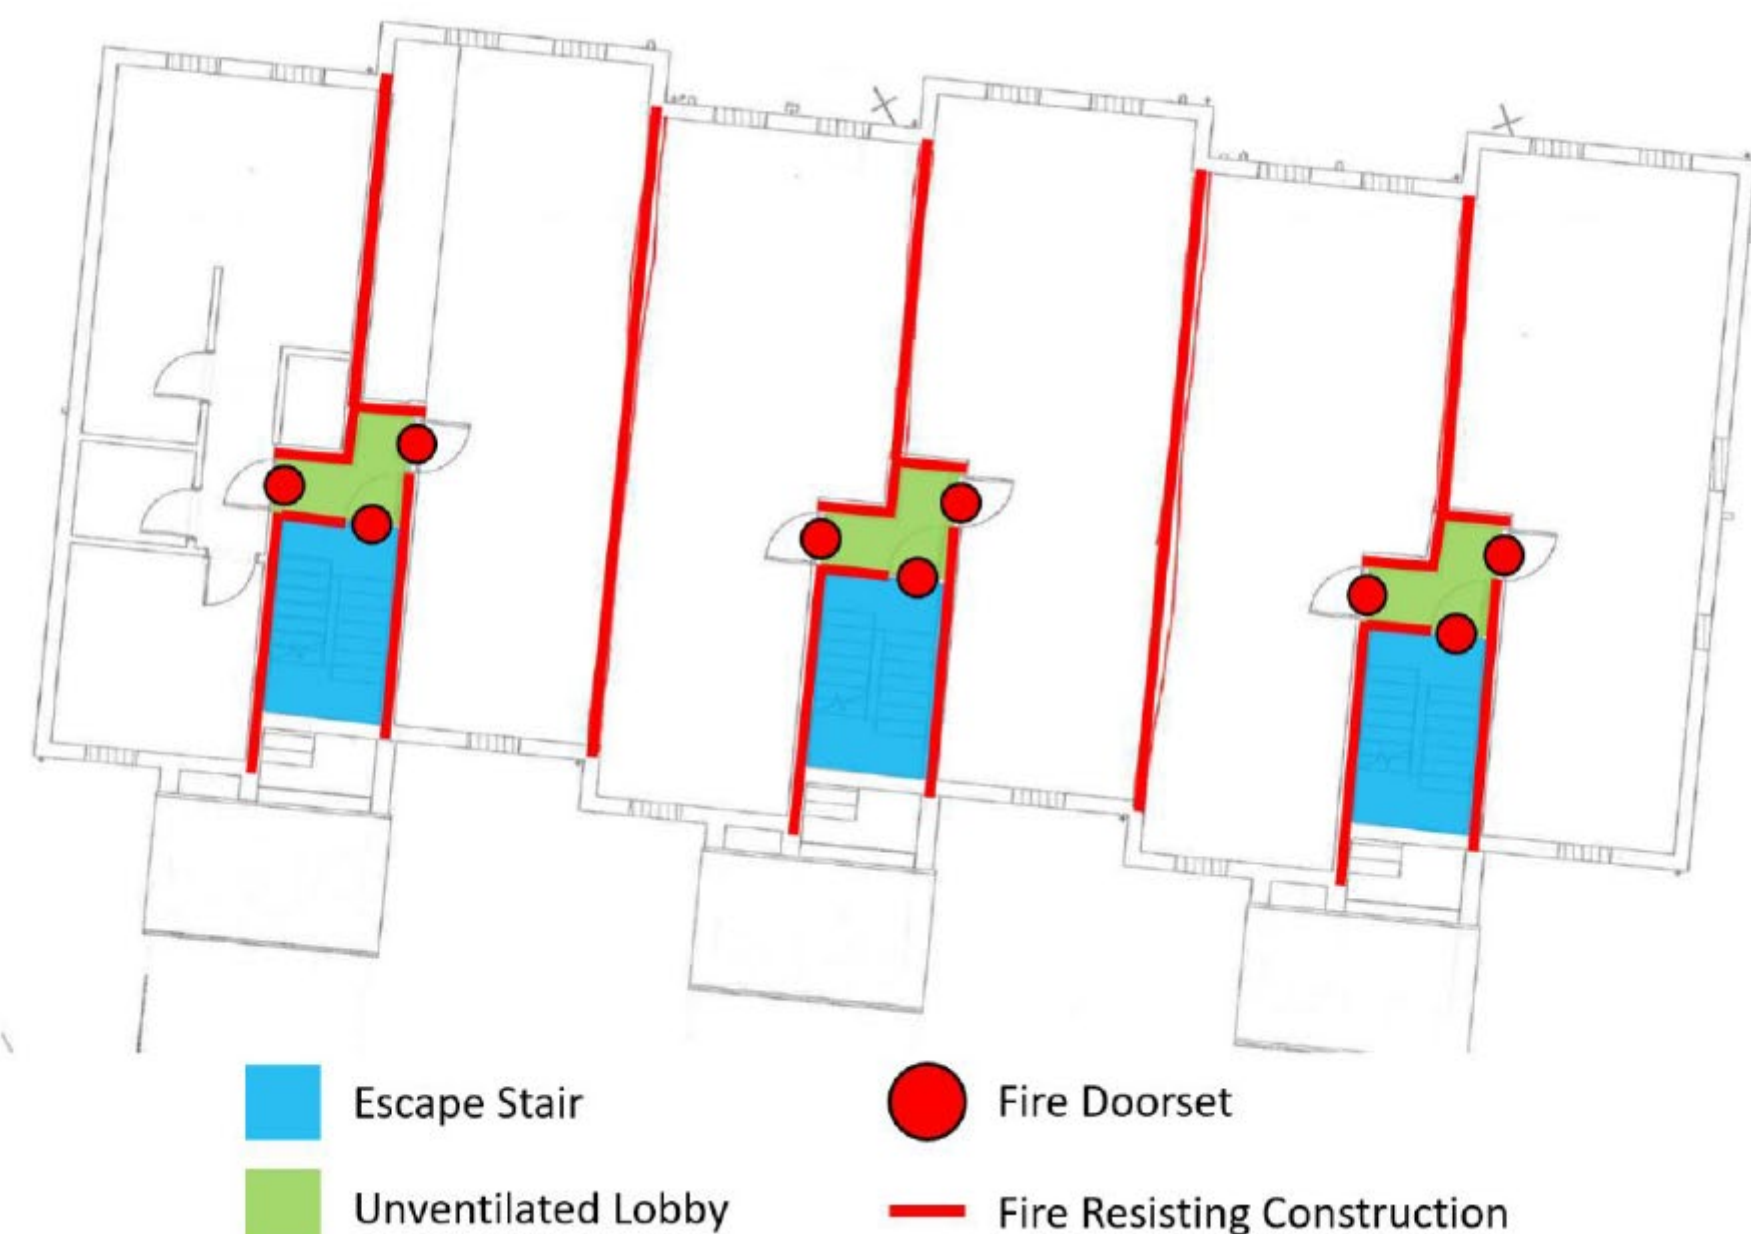 Escape Stair
Fire Doorset
Unventilated Lobby
Fire Resisting Construction